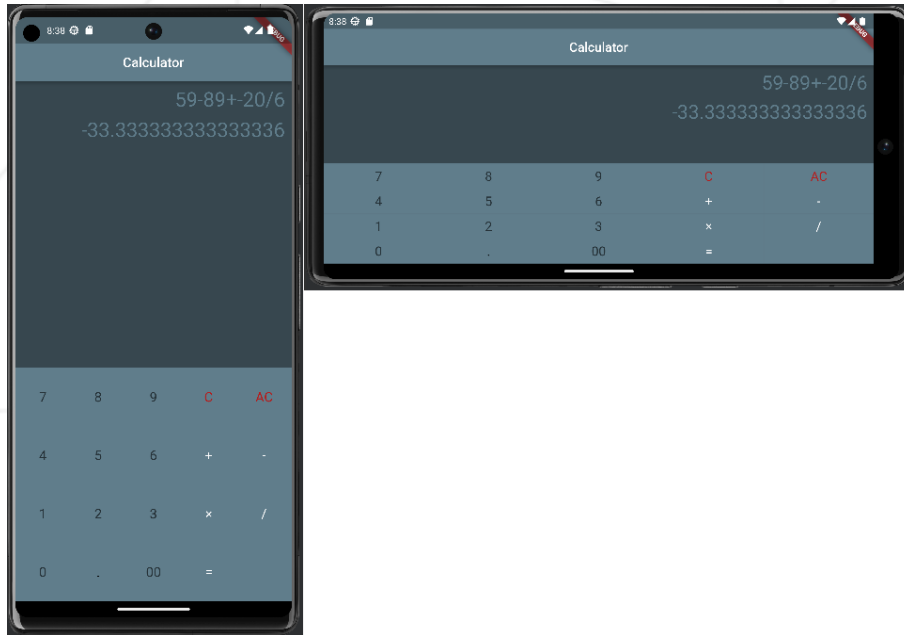 8:38
DEBUG
Calculator
59-89+-20/6
-33.333333333333336
7 8 9 C AC
4 5 6 + -
1 2 3 × /
0 . 00 =
8:38
DEBUG
Calculator
59-89+-20/6
-33.333333333333336
7 8 9 C AC
4 5 6 + -
1 2 3 × /
0 . 00 =